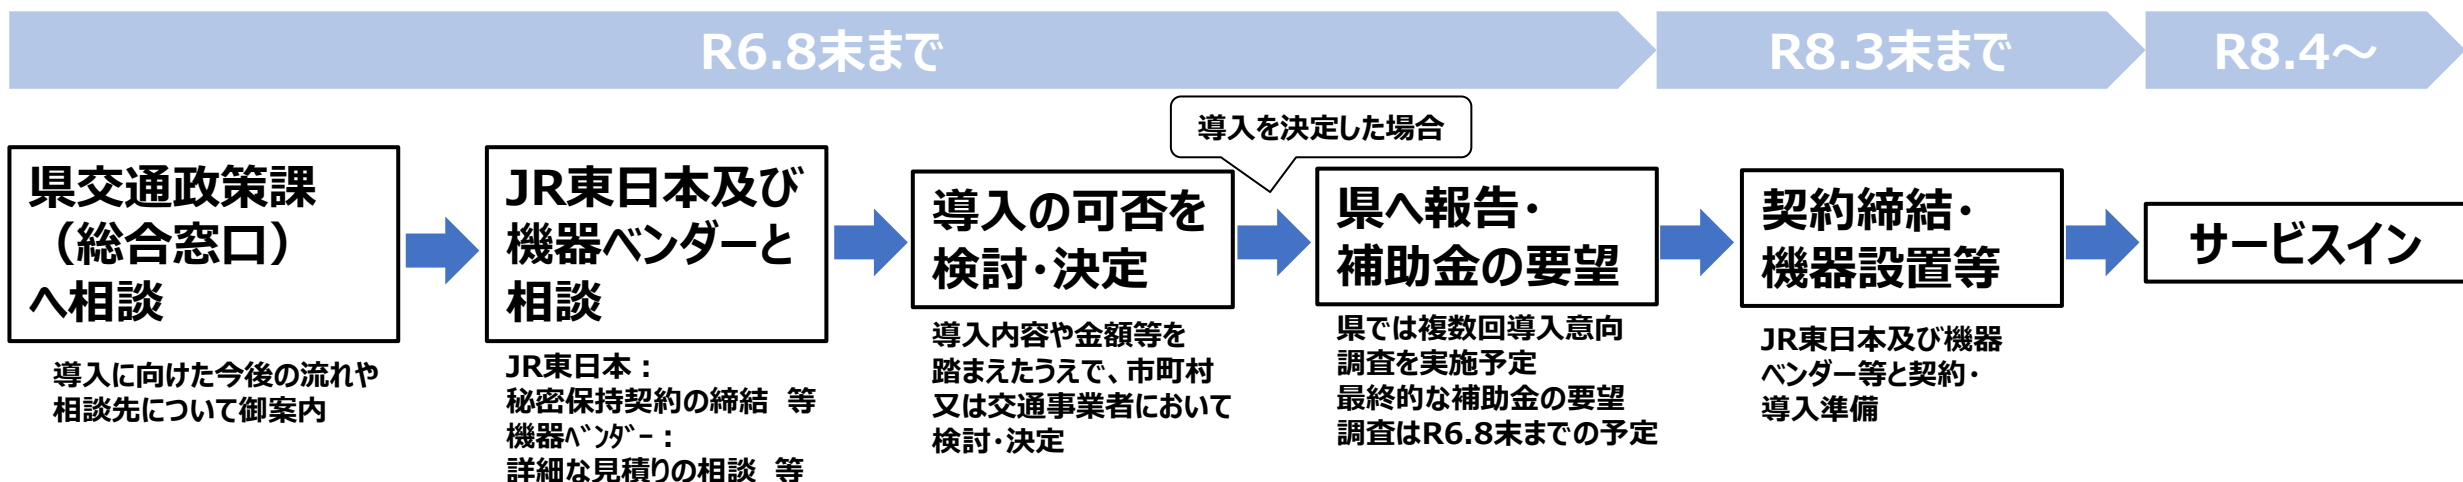 R6.8末まで
R8.3末まで
R8.4～
導入を決定した場合
県交通政策課
（総合窓口）
へ相談
導入に向けた今後の流れや
相談先について御案内
JR東日本及び
機器ベンダーと
相談
JR東日本：
秘密保持契約の締結　等
機器ﾍﾞﾝﾀﾞｰ：
詳細な見積りの相談　等
導入の可否を
検討・決定
導入内容や金額等を
踏まえたうえで、市町村
又は交通事業者において
検討・決定
県へ報告・
補助金の要望
県では複数回導入意向
調査を実施予定
最終的な補助金の要望
調査はR6.8末までの予定
契約締結・
機器設置等
JR東日本及び機器
ベンダー等と契約・
導入準備
サービスイン